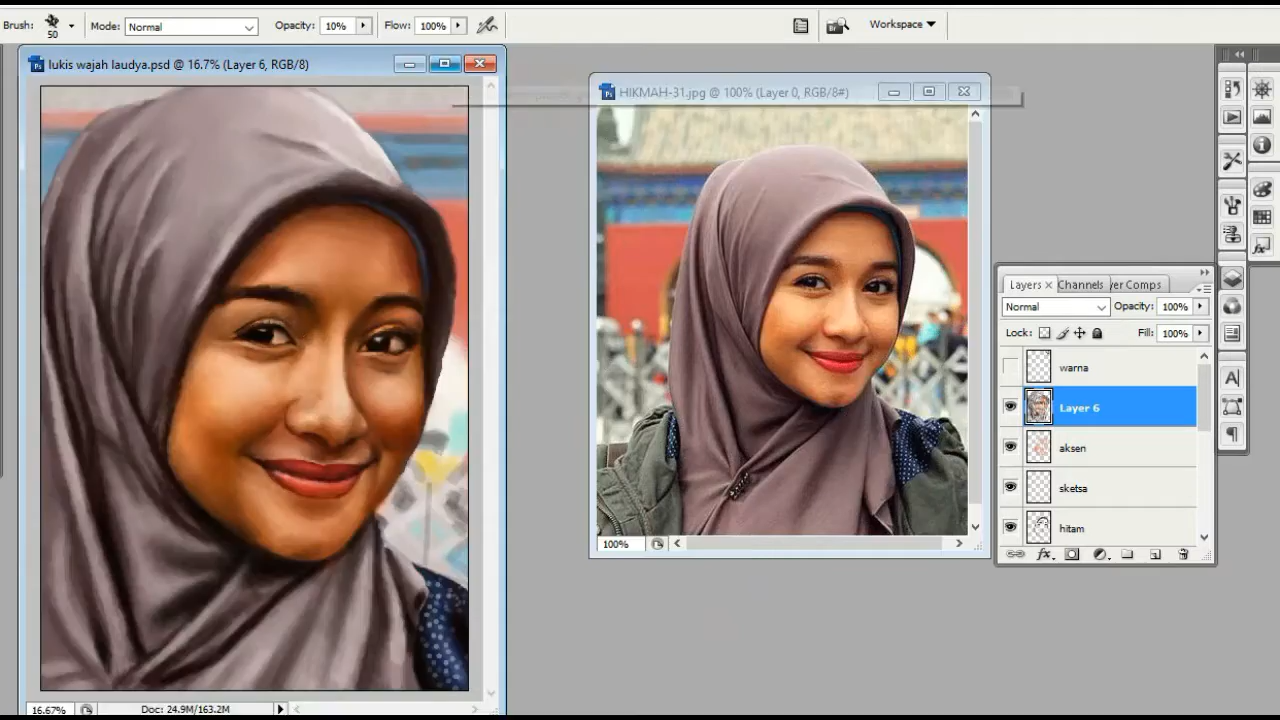 Brush: 50 Mode: Normal Opacity: 10% Flow: 100% Workspace
lukis wajah laudya.psd @ 16.7% (Layer 6, RGB/8)
HIKMAH-31.jpg @ 100% (Layer 0, RGB/8#)
Layers Channels yer Comps
Normal Opacity: 100%
Lock: Fill: 100%
warna
Layer 6
aksen
sketsa
hitam
100%
16.67% Doc: 24.9M/163.2M